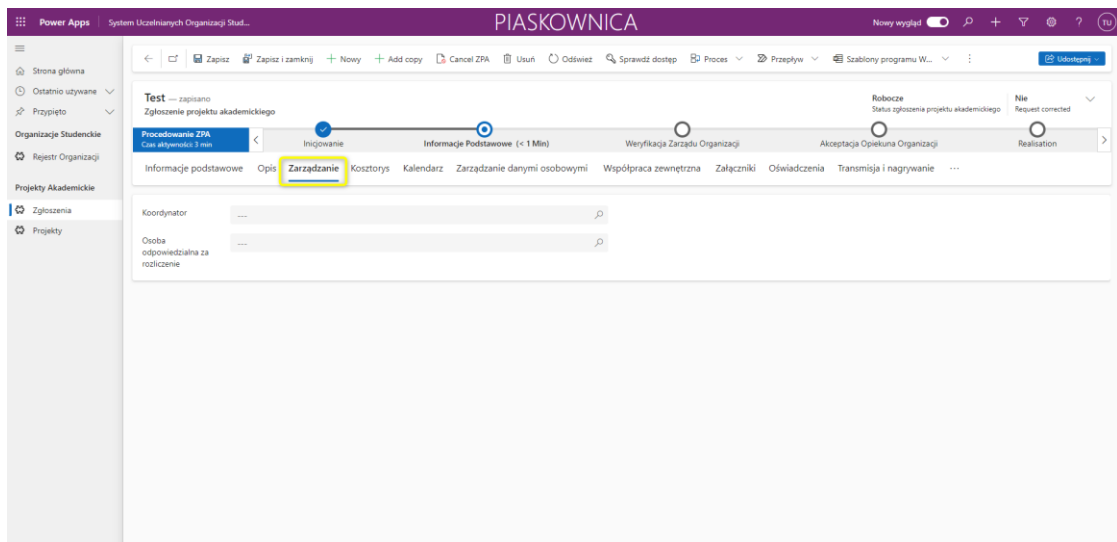 Power Apps System Uczelnianych Organizacji Stud... PIASKOWNICA Nowy wygląd TU
Zapisz Zapisz i zamknij Nowy Add copy Cancel ZPA Usuń Odśwież Sprawdź dostęp Proces Przepływ Szablony programu W... Udostępnij
Strona główna
Ostatnio używane
Przypięto
Organizacje Studenckie
Rejestr Organizacji
Projekty Akademickie
Zgłoszenia
Projekty
Test — zapisano
Zgłoszenie projektu akademickiego
Robocze
Status zgłoszenia projektu akademickiego
Nie
Request corrected
Procedowanie ZPA
Czas aktywności: 3 min
Inicjowanie
Informacje Podstawowe (< 1 Min)
Weryfikacja Zarządu Organizacji
Akceptacja Opiekuna Organizacji
Realisation
Informacje podstawowe Opis Zarządzanie Kosztorys Kalendarz Zarządzanie danymi osobowymi Współpraca zewnętrzna Załączniki Oświadczenia Transmisja i nagrywanie ...
Koordynator ---
Osoba ---
odpowiedzialna za
rozliczenie